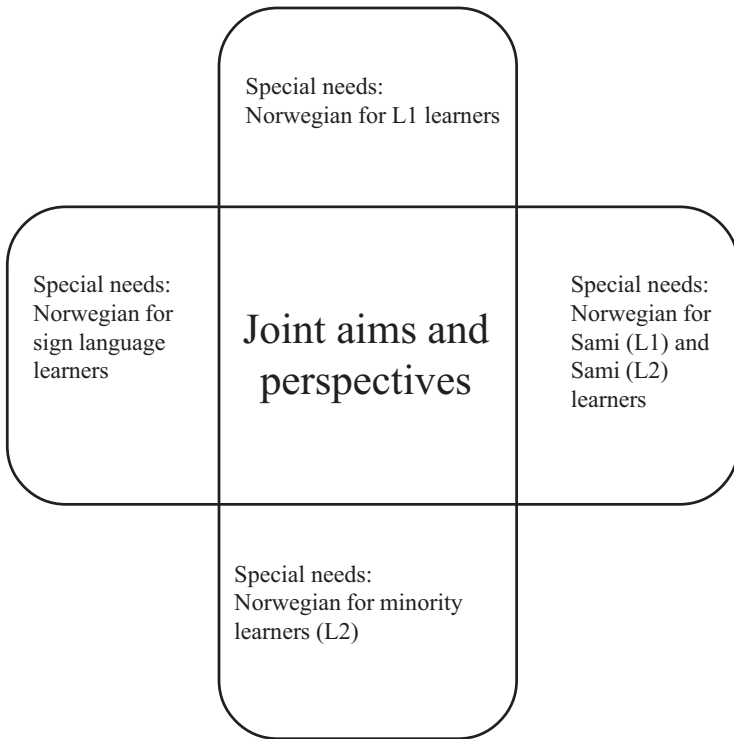 Special needs:
Norwegian for L1 learners
Special needs:
Norwegian for
sign language
learners
Joint aims and
perspectives
Special needs:
Norwegian for
Sami (L1) and
Sami (L2)
learners
Special needs:
Norwegian for minority
learners (L2)